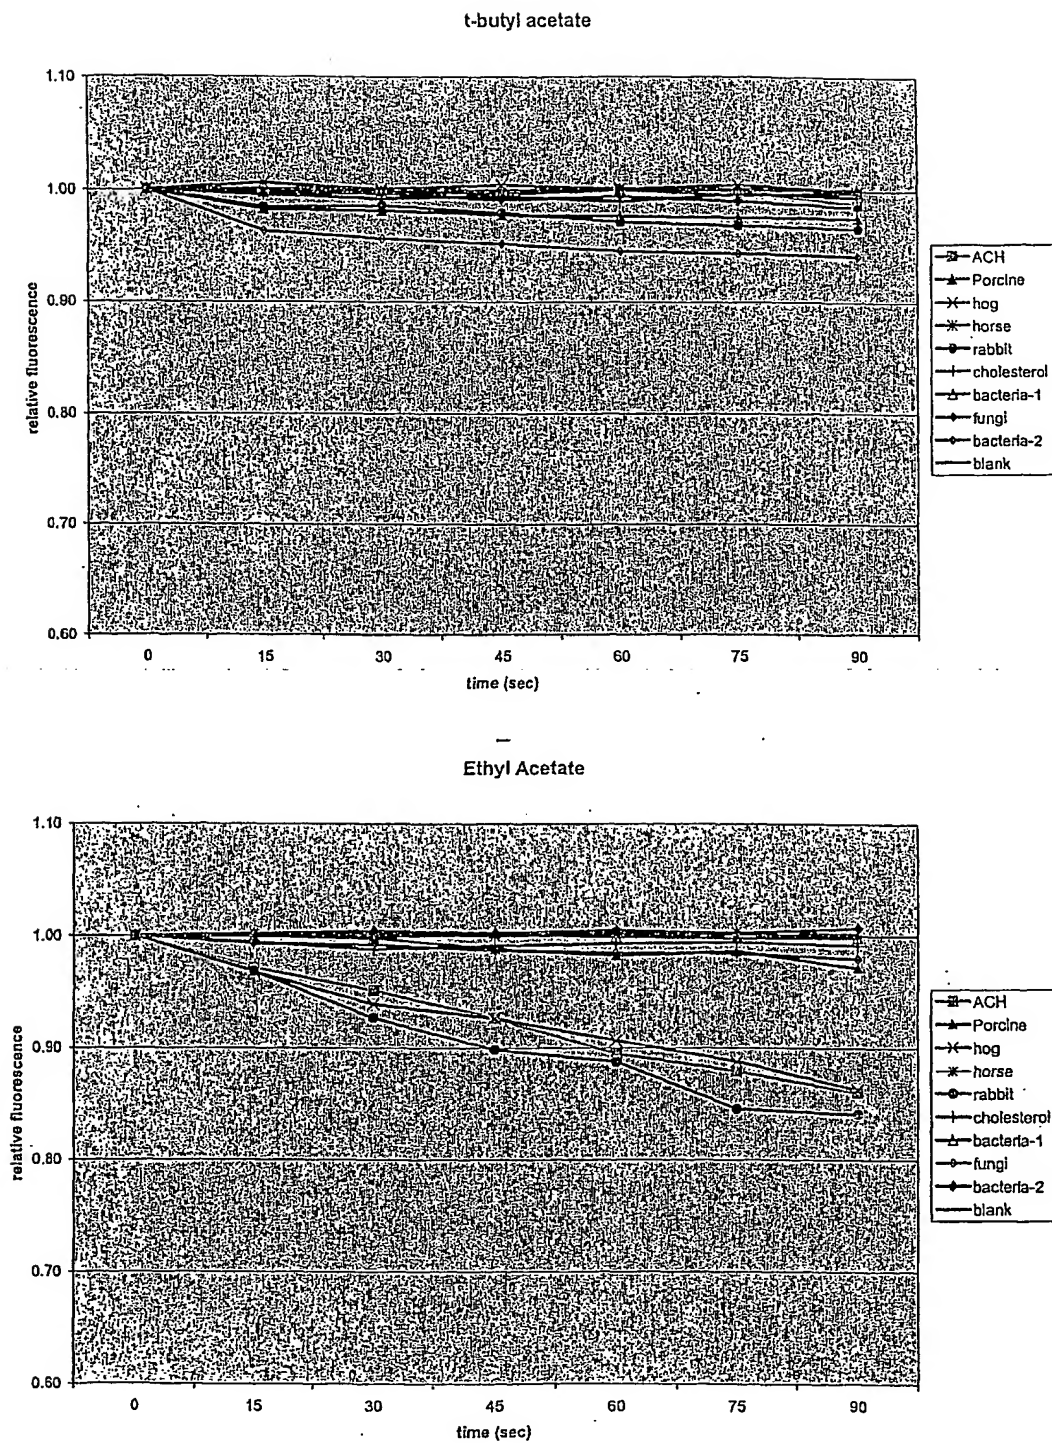 t-butyl acetate
1.10
1.00
0.90
0.80
0.70
0.60
relative fluorescence
0 15 30 45 60 75 90
time (sec)
ACH
Porcine
hog
horse
rabbit
cholesterol
bacteria-1
fungi
bacteria-2
blank
Ethyl Acetate
1.10
1.00
0.90
0.80
0.70
0.60
relative fluorescence
0 15 30 45 60 75 90
time (sec)
ACH
Porcine
hog
horse
rabbit
cholesterol
bacteria-1
fungi
bacteria-2
blank